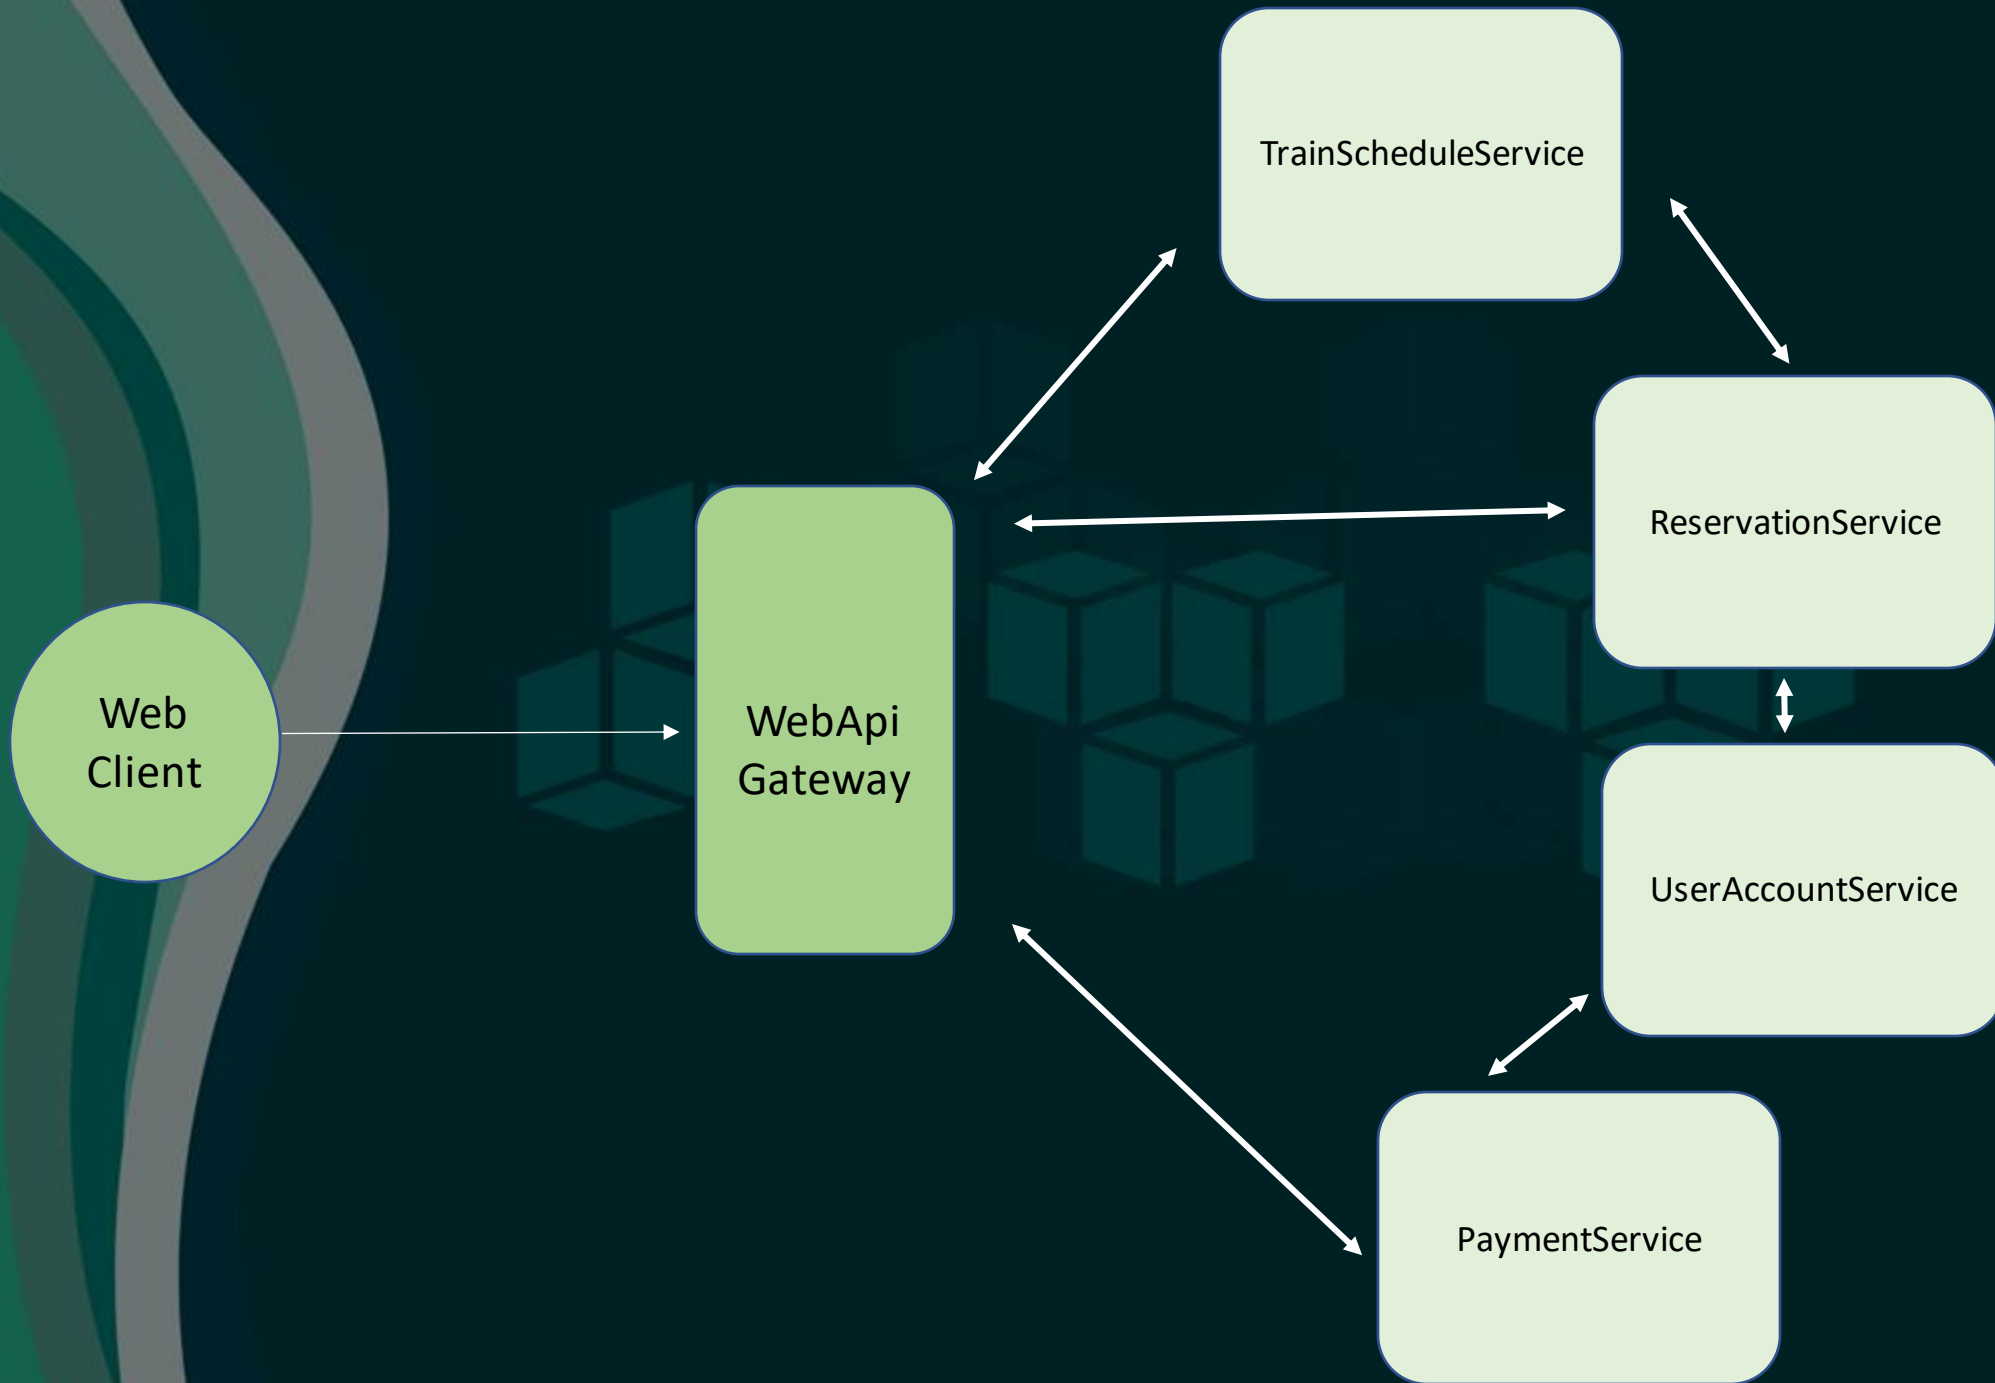 TrainScheduleService
ReservationService
Web
Client
WebApi
Gateway
UserAccountService
PaymentService